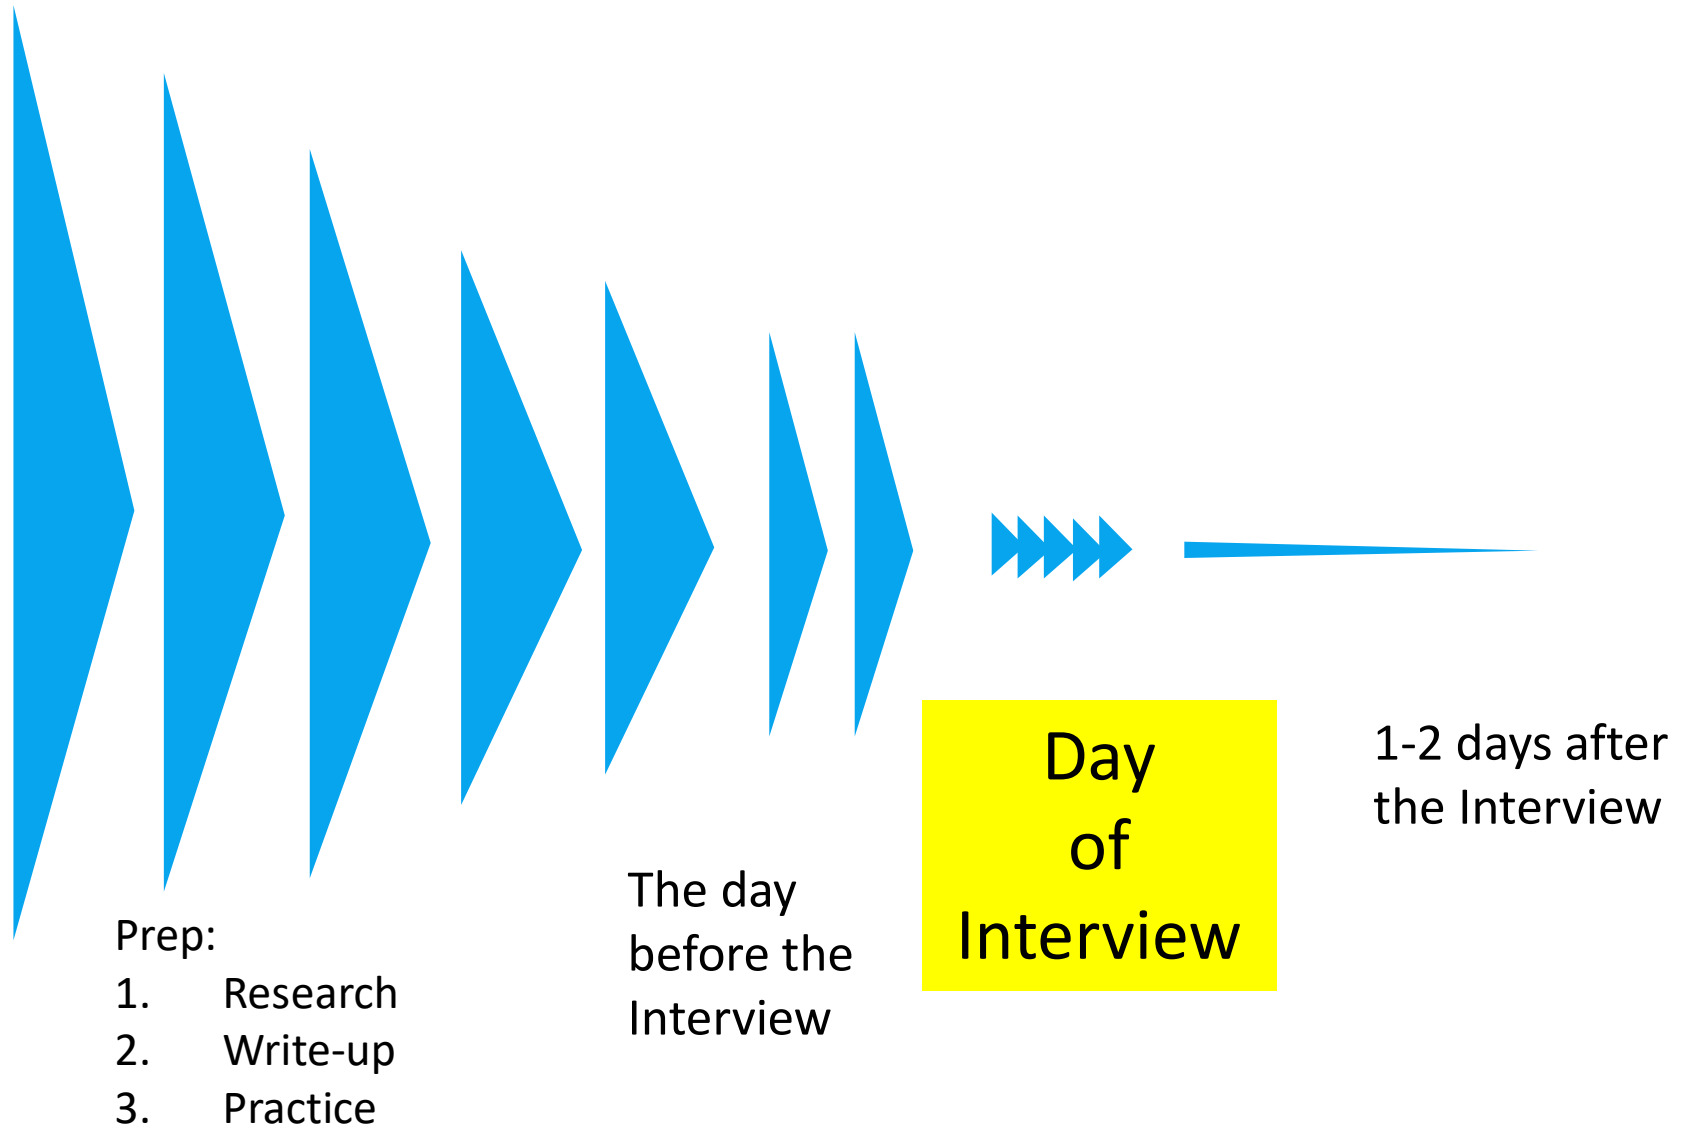 Prep:
1. Research
2. Write-up
3. Practice
The day
before the
Interview
Day
of
Interview
1-2 days after
the Interview